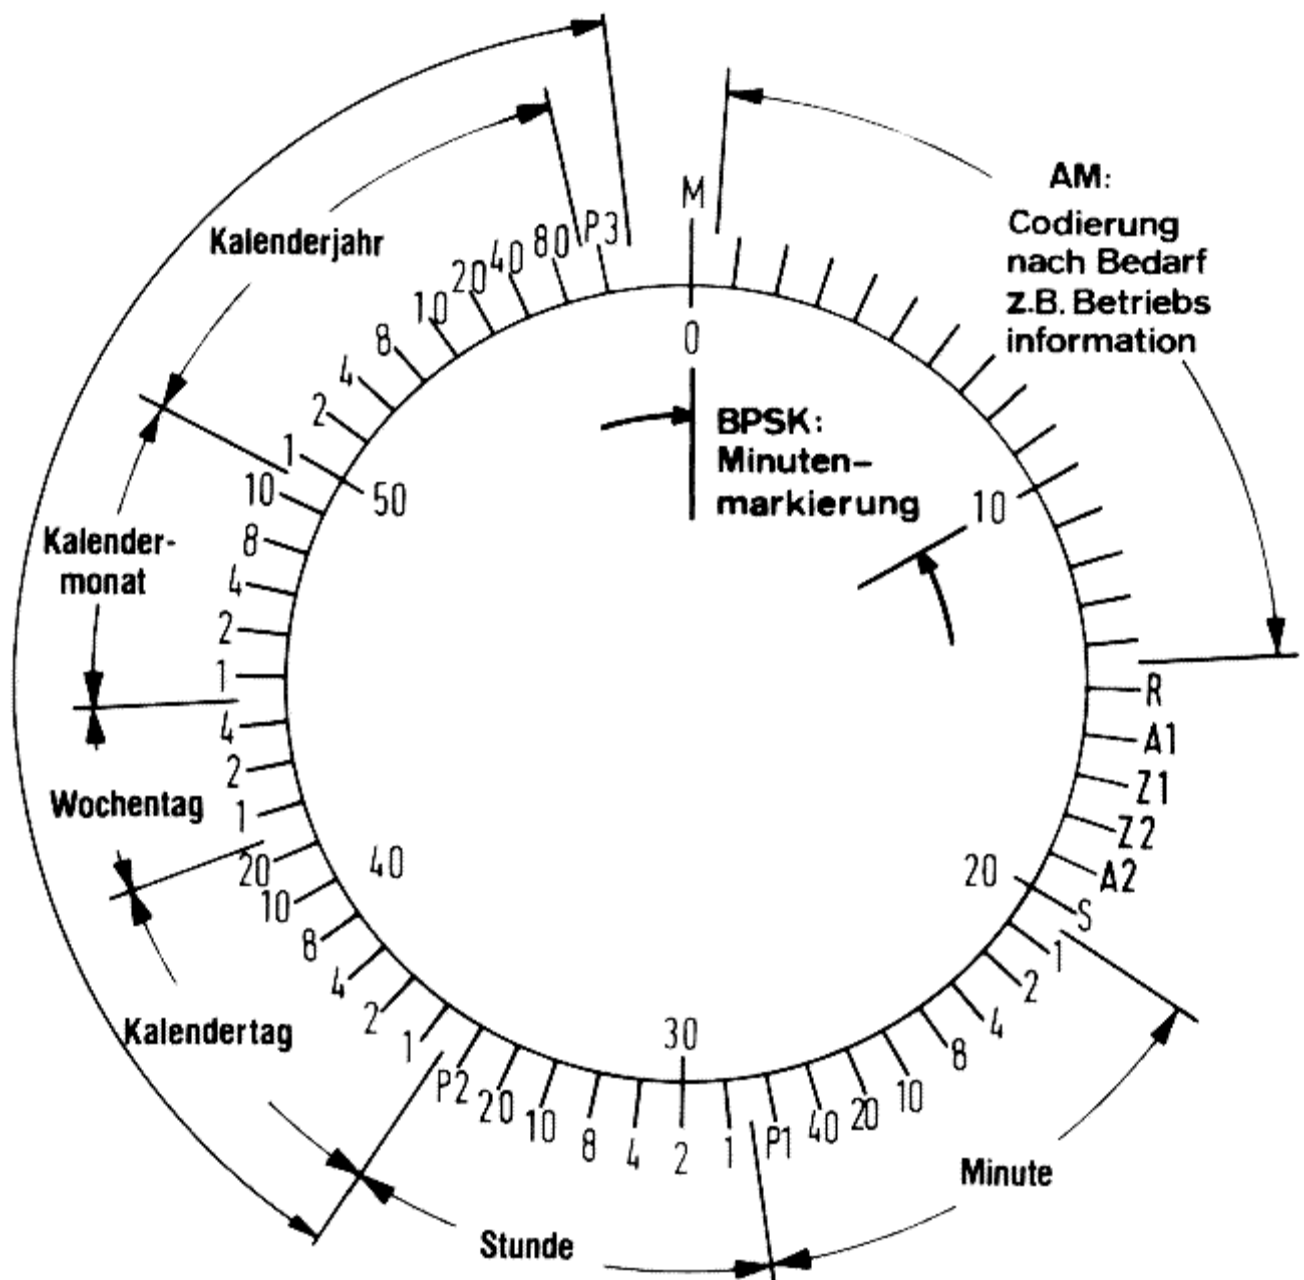 M
0
BPSK:
Minuten-
markierung
AM:
Codierung
nach Bedarf
z.B. Betriebs
information
10
R
A1
Z1
Z2
A2
20
S
1
2
4
8
10
20
40
P1
Minute
1
30
2
4
8
10
20
P2
Stunde
1
2
4
8
10
20
40
Kalendertag
1
2
4
Wochentag
1
2
4
8
10
Kalender-
monat
50
1
2
4
8
10
20
40
80
P3
Kalenderjahr